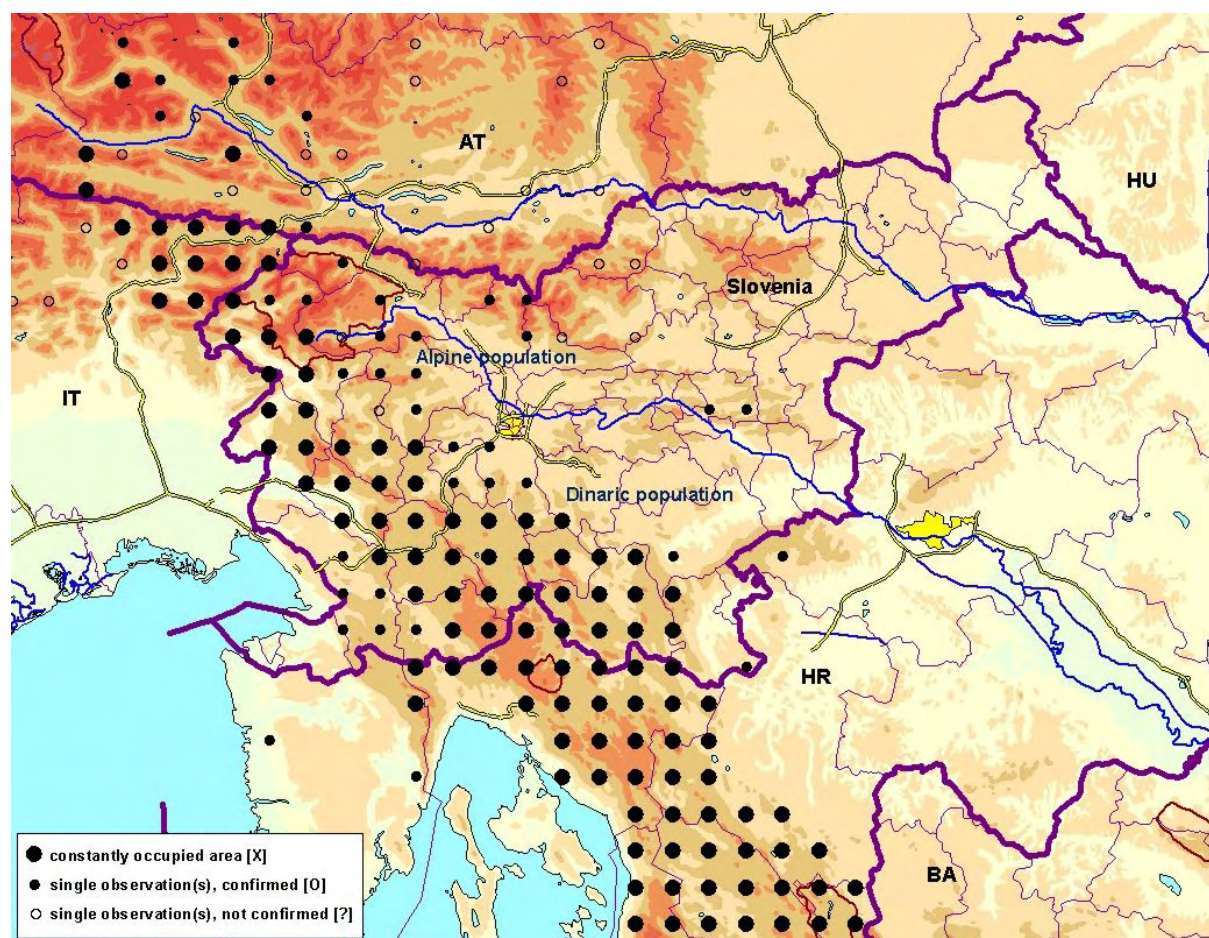 AT
HU
Slovenia
Alpine population
IT
Dinaric population
HR
BA
constantly occupied area [X]
single observation(s), confirmed [O]
single observation(s), not confirmed [?]